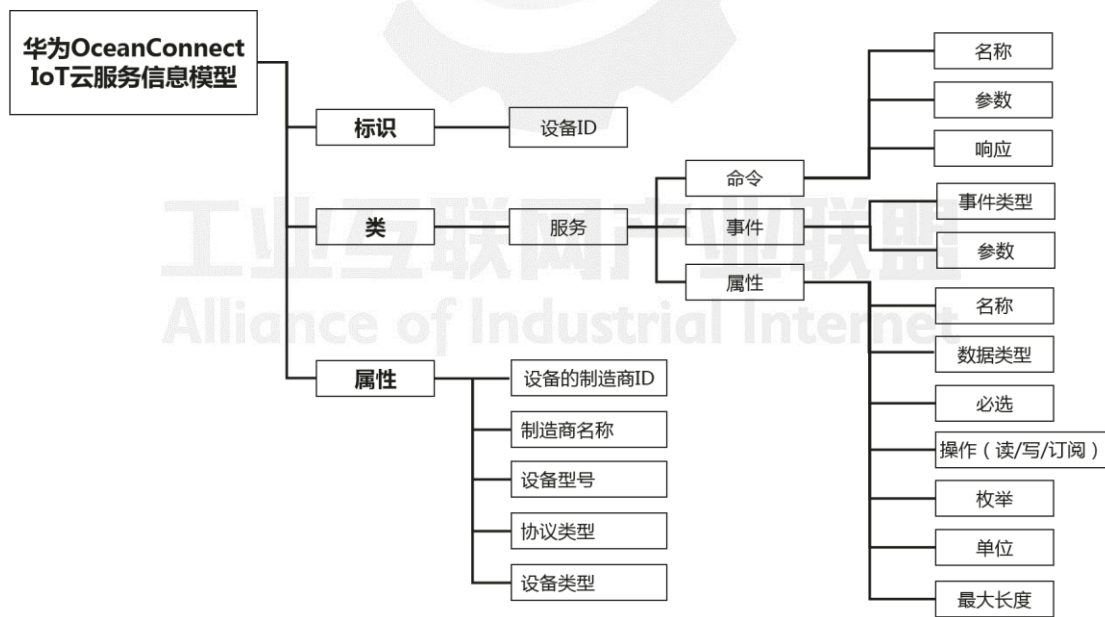 华为OceanConnect
IoT云服务信息模型
标识
设备ID
类
服务
命令
名称
参数
响应
事件
事件类型
参数
属性
名称
数据类型
必选
操作（读/写/订阅）
枚举
单位
最大长度
属性
设备的制造商ID
制造商名称
设备型号
协议类型
设备类型
工业互联网产业联盟
Alliance of Industrial Internet